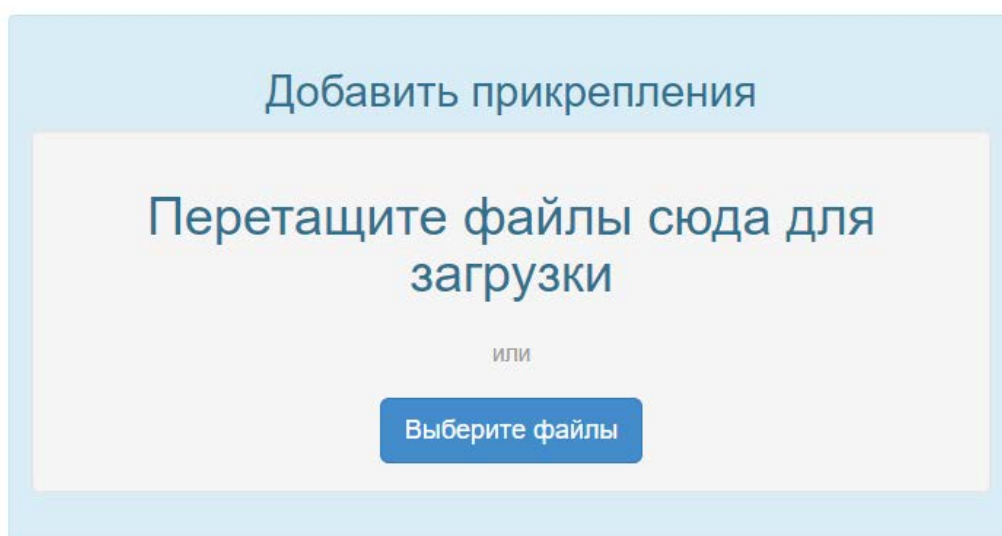 Добавить прикрепления
Перетащите файлы сюда для
загрузки
или
Выберите файлы